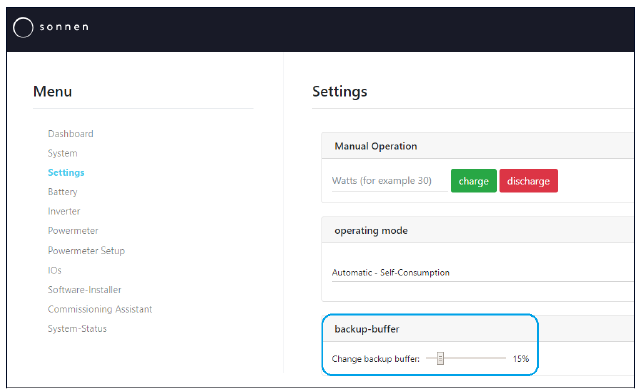 sonnen
Menu
Dashboard
System
Settings
Battery
Inverter
Powermeter
Powermeter Setup
IOs
Software-Installer
Commissioning Assistant
System-Status
Settings
Manual Operation
Watts (for example 30) charge discharge
operating mode
Automatic - Self-Consumption
backup-buffer
Change backup buffer: 15%